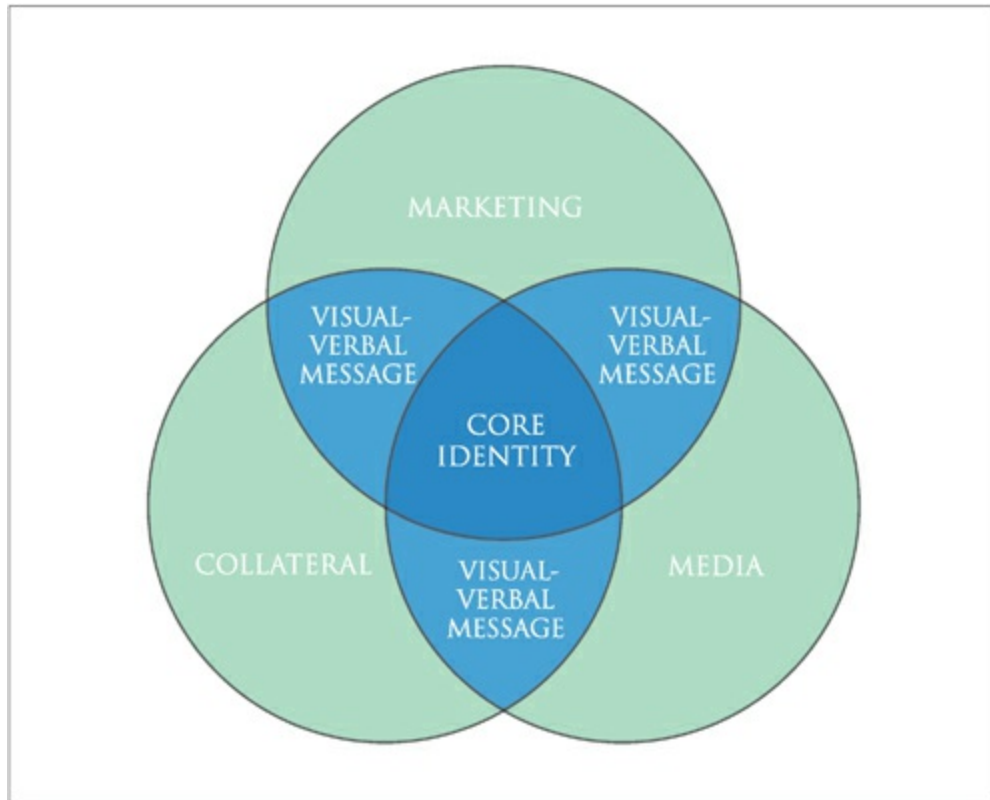 MARKETING
VISUAL-
VERBAL
MESSAGE
VISUAL-
VERBAL
MESSAGE
CORE
IDENTITY
COLLATERAL
MEDIA
VISUAL-
VERBAL
MESSAGE